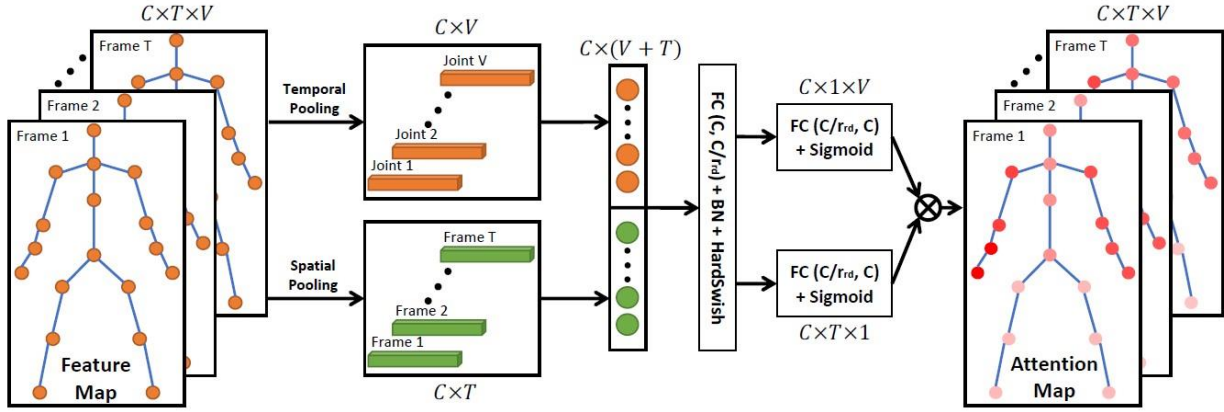 C×T×V
Frame T
Frame 2
Frame 1
Feature
Map
Temporal
Pooling
Spatial
Pooling
C×V
Joint V
Joint 2
Joint 1
Frame T
Frame 2
Frame 1
C×T
C×(V + T)
FC (C, C/rrd) + BN + HardSwish
C×1×V
FC (C/rrd, C)
+ Sigmoid
FC (C/rrd, C)
+ Sigmoid
C×T×1
C×T×V
Frame T
Frame 2
Frame 1
Attention
Map